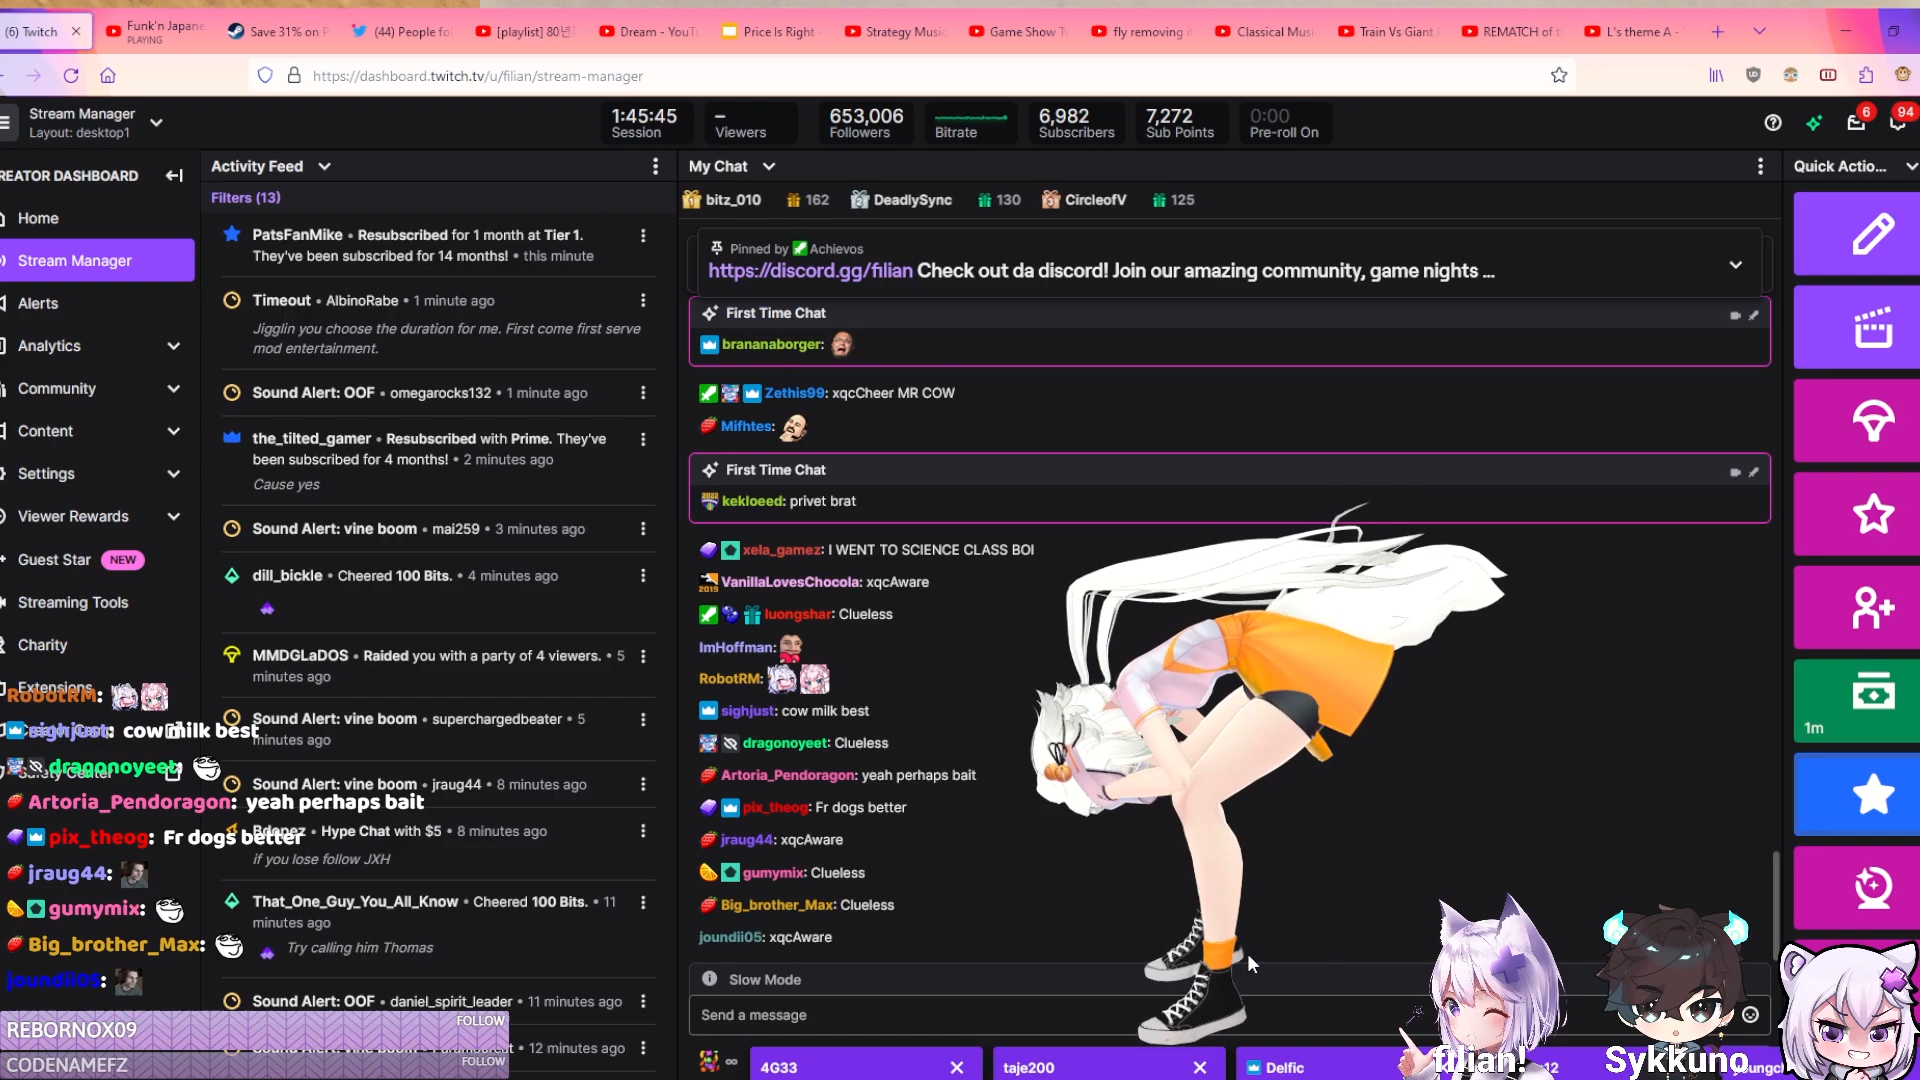 (6) Twitch
Funk'n Japane
PLAYING
Save 31% on P
(44) People fo
[playlist] 80년
Dream - YouT
Price Is Right -
Strategy Music
Game Show T
fly removing i
Classical Musi
Train Vs Giant
REMATCH of t
L's theme A -
https://dashboard.twitch.tv/u/filian/stream-manager
Stream Manager
Layout: desktop1
1:45:45
Session
–
Viewers
653,006
Followers
Bitrate
6,982
Subscribers
7,272
Sub Points
0:00
Pre-roll On
6
94
REATOR DASHBOARD
Home
Stream Manager
Alerts
Analytics
Community
Content
Settings
Viewer Rewards
Guest Star NEW
Streaming Tools
Charity
Extensions
Activity Feed
Filters (13)
PatsFanMike • Resubscribed for 1 month at Tier 1.
They've been subscribed for 14 months! • this minute
Timeout • AlbinoRabe • 1 minute ago
Jigglin you choose the duration for me. First come first serve
mod entertainment.
Sound Alert: OOF • omegarocks132 • 1 minute ago
the_tilted_gamer • Resubscribed with Prime. They've
been subscribed for 4 months! • 2 minutes ago
Cause yes
Sound Alert: vine boom • mai259 • 3 minutes ago
dill_bickle • Cheered 100 Bits. • 4 minutes ago
MMDGLaDOS • Raided you with a party of 4 viewers. • 5
minutes ago
Sound Alert: vine boom • superchargedbeater • 5
minutes ago
Sound Alert: vine boom • jraug44 • 8 minutes ago
• Hype Chat with $5 • 8 minutes ago
if you lose follow JXH
That_One_Guy_You_All_Know • Cheered 100 Bits. • 11
minutes ago
Try calling him Thomas
Sound Alert: OOF • daniel_spirit_leader • 11 minutes ago
• 12 minutes ago
My Chat
bitz_010 162 DeadlySync 130 CircleofV 125
Pinned by Achievos
https://discord.gg/filian Check out da discord! Join our amazing community, game nights ...
First Time Chat
brananaborger:
Zethis99: xqcCheer MR COW
Mifhtes:
First Time Chat
kekloeed: privet brat
xela_gamez: I WENT TO SCIENCE CLASS BOI
VanillaLovesChocola: xqcAware
luongshar: Clueless
ImHoffman:
RobotRM:
sighjust: cow milk best
dragonoyeet: Clueless
Artoria_Pendoragon: yeah perhaps bait
pix_theog: Fr dogs better
jraug44: xqcAware
gumymix: Clueless
Big_brother_Max: Clueless
joundii05: xqcAware
Slow Mode
Send a message
4G33
taje200
Delfic
12
Quick Actio...
1m
RobotRM:
sighjust: cow milk best
dragonoyeet:
Artoria_Pendoragon: yeah perhaps bait
pix_theog: Fr dogs better
jraug44:
gumymix:
Big_brother_Max:
joundii05:
REBORNOX09
FOLLOW
CODENAMEFZ
FOLLOW
filian!
Sykkuno